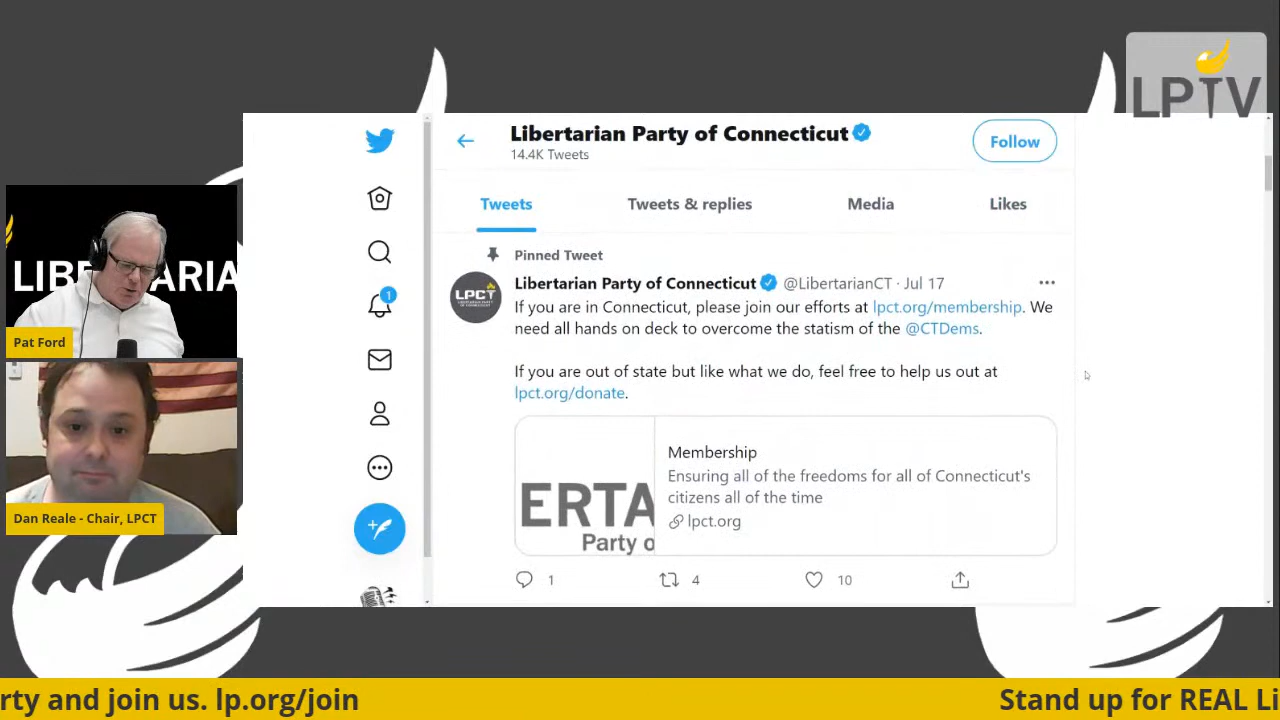 LPTV
Libertarian Party of Connecticut
14.4K Tweets
Follow
Tweets
Tweets & replies
Media
Likes
Pinned Tweet
Libertarian Party of Connecticut @LibertarianCT · Jul 17
If you are in Connecticut, please join our efforts at lpct.org/membership. We
need all hands on deck to overcome the statism of the @CTDems.
If you are out of state but like what we do, feel free to help us out at
lpct.org/donate.
Membership
Ensuring all of the freedoms for all of Connecticut's
citizens all of the time
lpct.org
ERTA
Party o
1
4
10
1
LPCT
LIBE
ARIA
Pat Ford
Dan Reale - Chair, LPCT
rty and join us. lp.org/join
Stand up for REAL Li